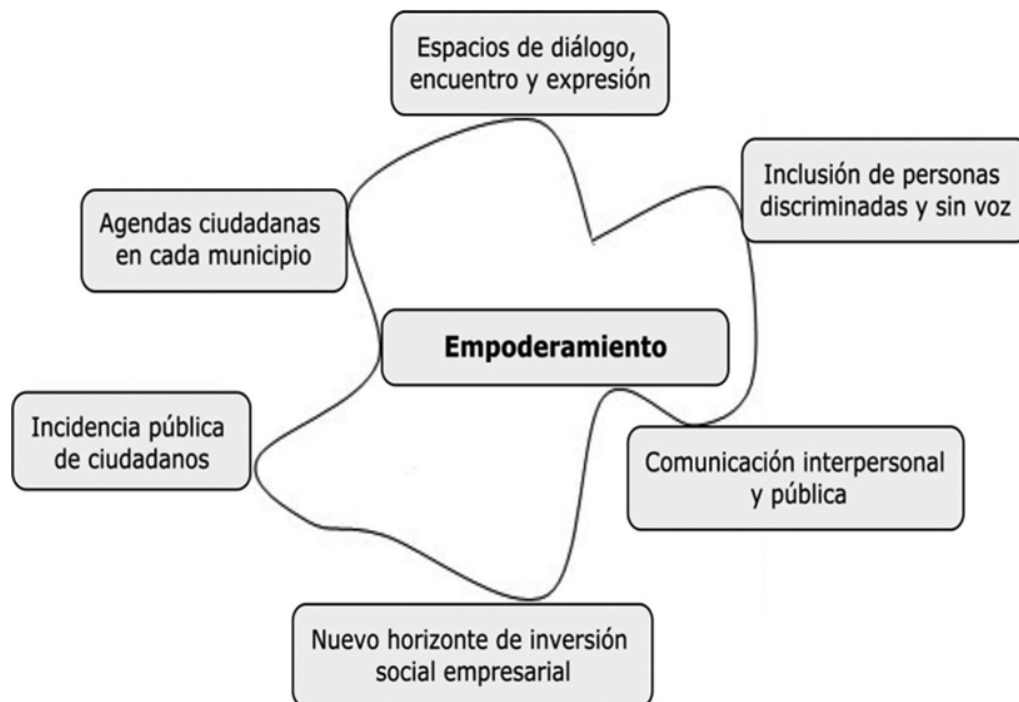 Espacios de diálogo,
encuentro y expresión
Inclusión de personas
discriminadas y sin voz
Agendas ciudadanas
en cada municipio
Empoderamiento
Incidencia pública
de ciudadanos
Comunicación interpersonal
y pública
Nuevo horizonte de inversión
social empresarial